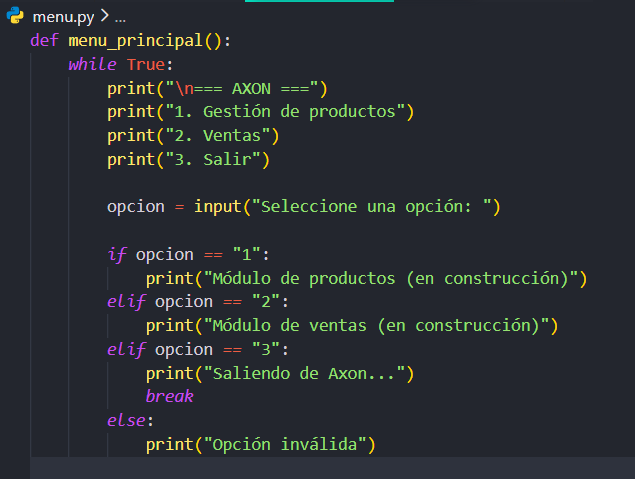 menu.py > ...
def menu_principal():
    while True:
        print("\n=== AXON ===")
        print("1. Gestión de productos")
        print("2. Ventas")
        print("3. Salir")

        opcion = input("Seleccione una opción: ")

        if opcion == "1":
            print("Módulo de productos (en construcción)")
        elif opcion == "2":
            print("Módulo de ventas (en construcción)")
        elif opcion == "3":
            print("Saliendo de Axon...")
            break
        else:
            print("Opción inválida")